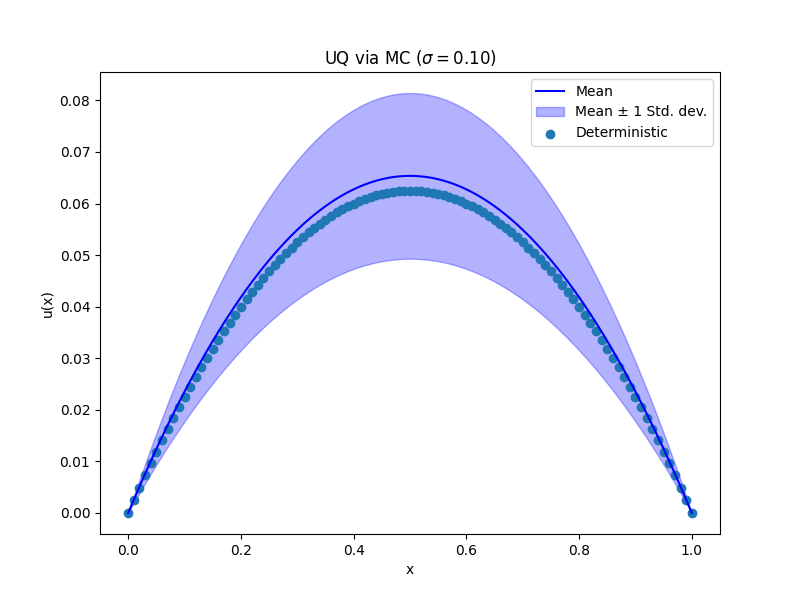 UQ via MC (σ = 0.10)
Mean
Mean ± 1 Std. dev.
Deterministic
0.08
0.07
0.06
0.05
0.04
0.03
0.02
0.01
0.00
u(x)
0.0 0.2 0.4 0.6 0.8 1.0
x